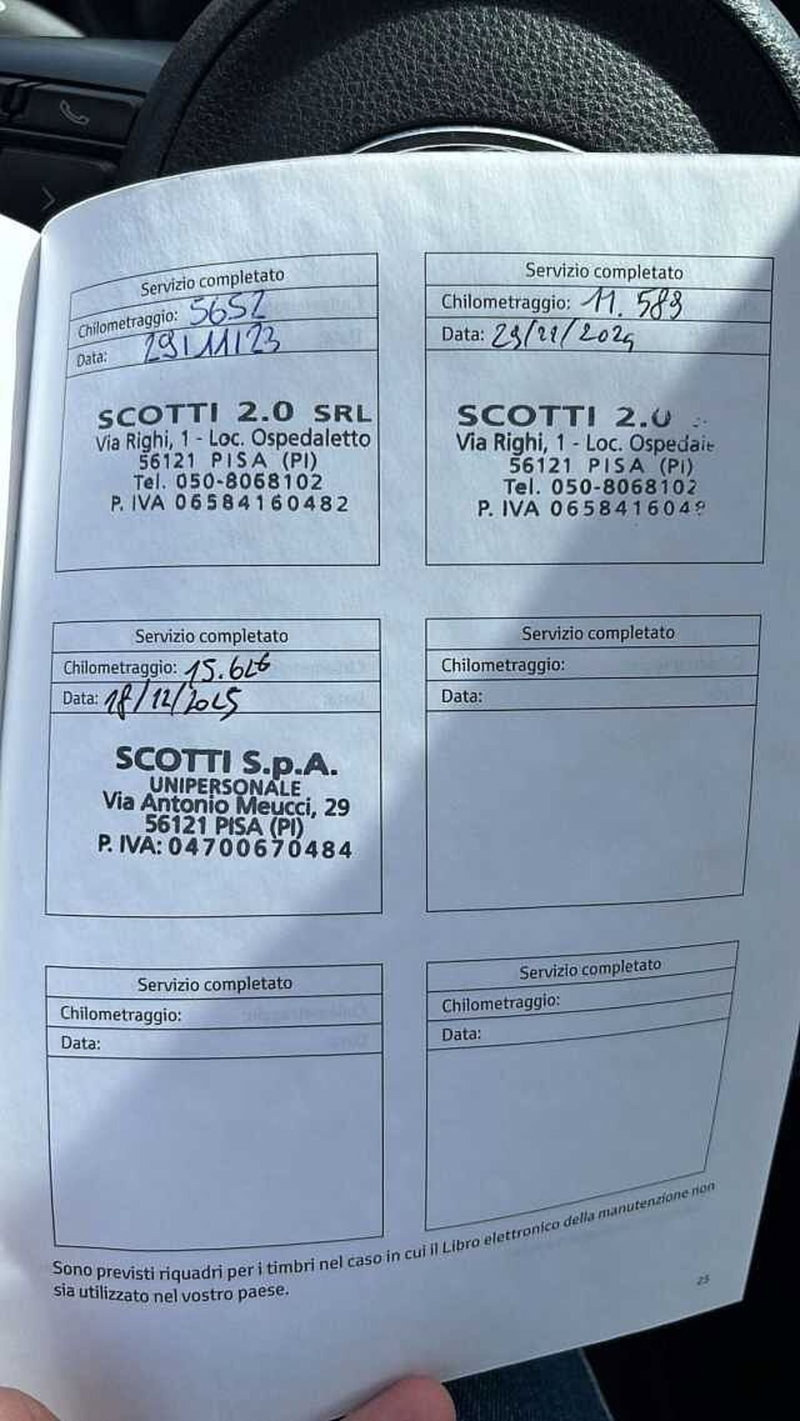 Servizio completato
Chilometraggio: 5652
Data: 29/11/23
SCOTTI 2.0 SRL
Via Righi, 1 - Loc. Ospedaletto
56121 PISA (PI)
Tel. 050-8068102
P. IVA 06584160482
Servizio completato
Chilometraggio: 11.589
Data: 29/11/2024
SCOTTI 2.0
Via Righi, 1 - Loc. Ospedale
56121 PISA (PI)
Tel. 050-8068102
P. IVA 0658416048
Servizio completato
Chilometraggio: 15.626
Data: 18/12/2025
SCOTTI S.p.A.
UNIPERSONALE
Via Antonio Meucci, 29
56121 PISA (PI)
P. IVA: 04700670484
Servizio completato
Chilometraggio:
Data:
Servizio completato
Chilometraggio:
Data:
Servizio completato
Chilometraggio:
Data:
Sono previsti riquadri per i timbri nel caso in cui il Libro elettronico della manutenzione non
sia utilizzato nel vostro paese.
25